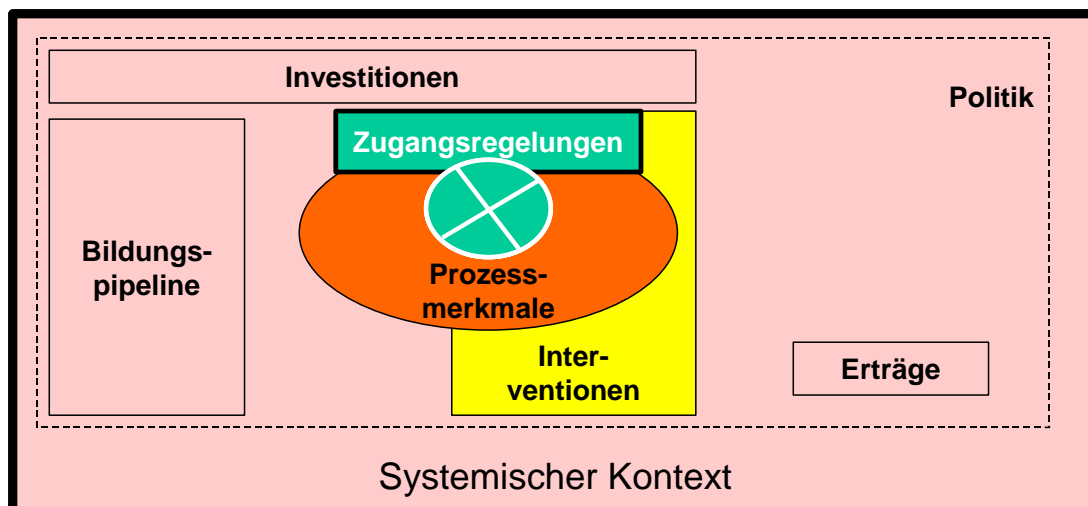 Investitionen
Politik
Zugangsregelungen
Bildungs-
pipeline
Prozess-
merkmale
Inter-
ventionen
Erträge
Systemischer Kontext